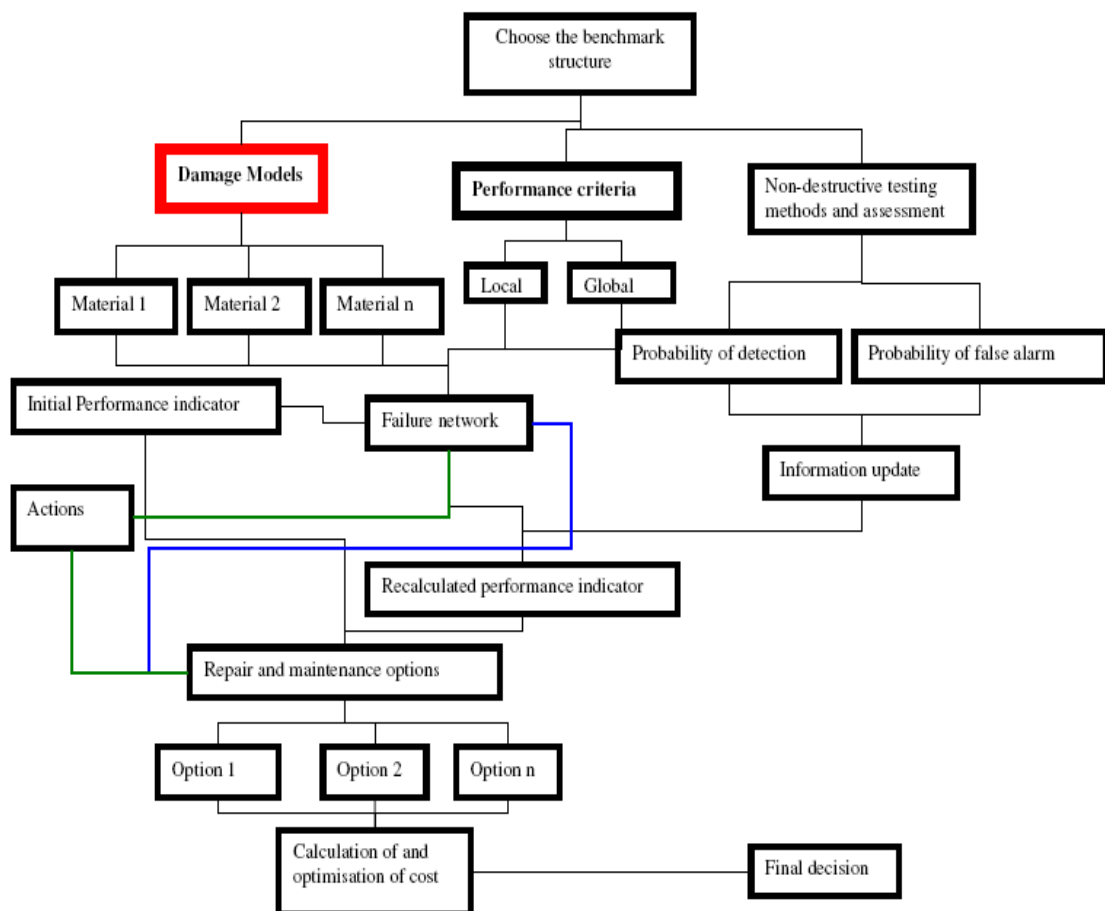 Choose the benchmark
structure
Damage Models
Performance criteria
Non-destructive testing
methods and assessment
Material 1
Material 2
Material n
Local
Global
Probability of detection
Probability of false alarm
Initial Performance indicator
Failure network
Information update
Actions
Recalculated performance indicator
Repair and maintenance options
Option 1
Option 2
Option n
Calculation of and
optimisation of cost
Final decision